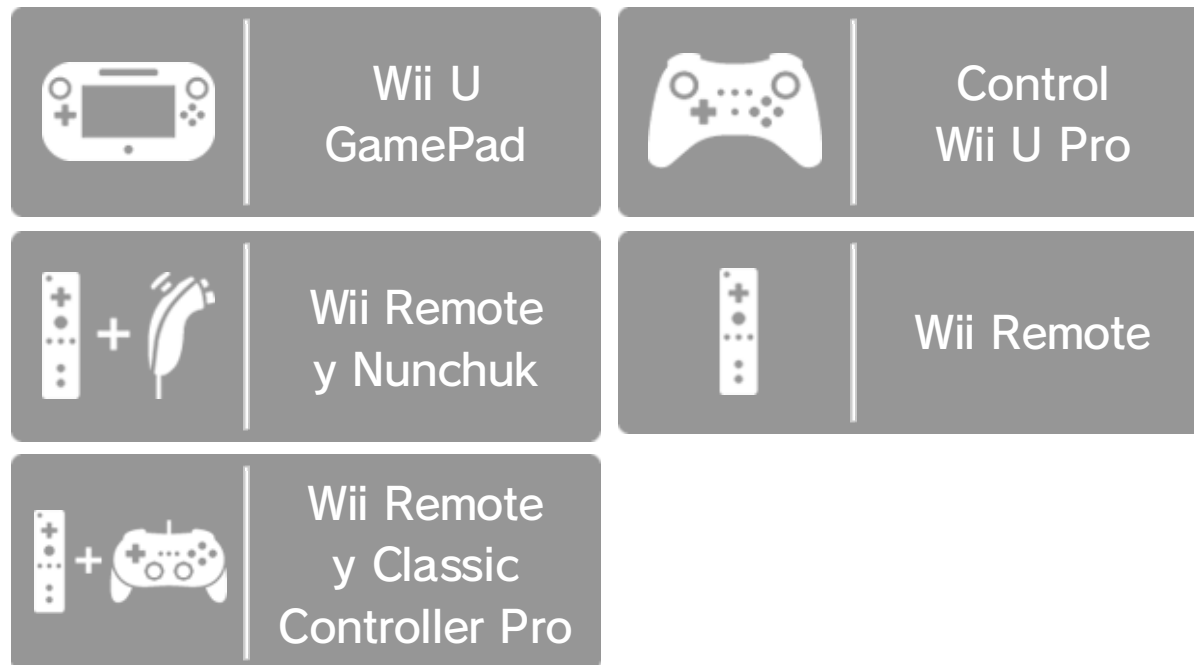 Wii U
GamePad
Control
Wii U Pro
Wii Remote
y Nunchuk
Wii Remote
Wii Remote
y Classic
Controller Pro